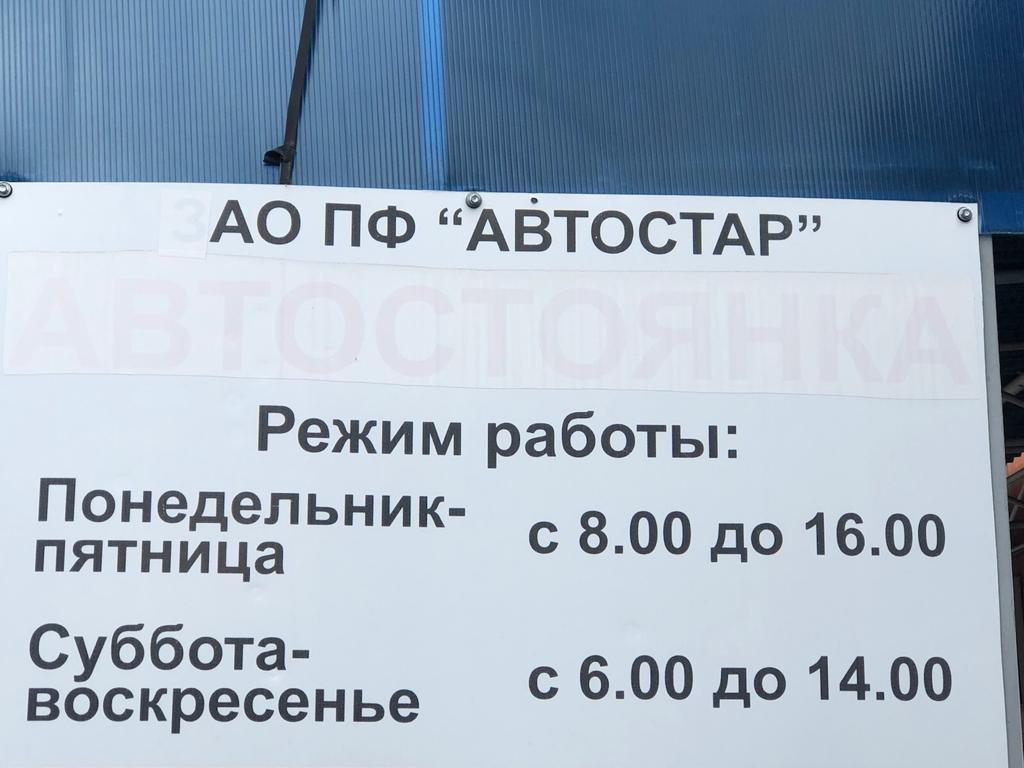 ЗАО ПФ “АВТОСТАР”
АВТОСТОЯНКА
Режим работы:
Понедельник-
пятница
с 8.00 до 16.00
Суббота-
воскресенье
с 6.00 до 14.00